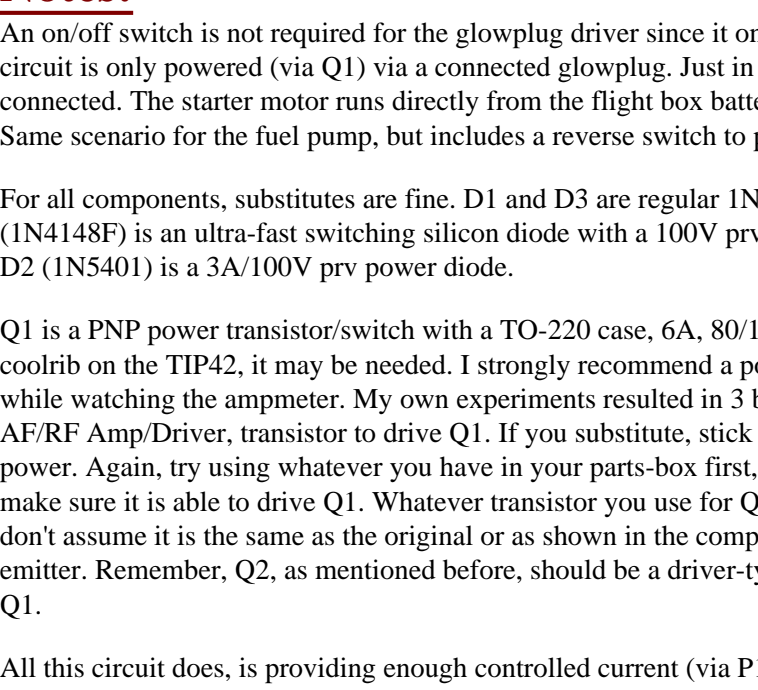 Notes:
An on/off switch is not required for the glowplug driver since it on
circuit is only powered (via Q1) via a connected glowplug. Just in
connected. The starter motor runs directly from the flight box batte
Same scenario for the fuel pump, but includes a reverse switch to p
For all components, substitutes are fine. D1 and D3 are regular 1N
(1N4148F) is an ultra-fast switching silicon diode with a 100V prv
D2 (1N5401) is a 3A/100V prv power diode.
Q1 is a PNP power transistor/switch with a TO-220 case, 6A, 80/1
coolrib on the TIP42, it may be needed. I strongly recommend a po
while watching the ampmeter. My own experiments resulted in 3 b
AF/RF Amp/Driver, transistor to drive Q1. If you substitute, stick
power. Again, try using whatever you have in your parts-box first,
make sure it is able to drive Q1. Whatever transistor you use for Q
don't assume it is the same as the original or as shown in the comp
emitter. Remember, Q2, as mentioned before, should be a driver-ty
Q1.
All this circuit does, is providing enough controlled current (via P1